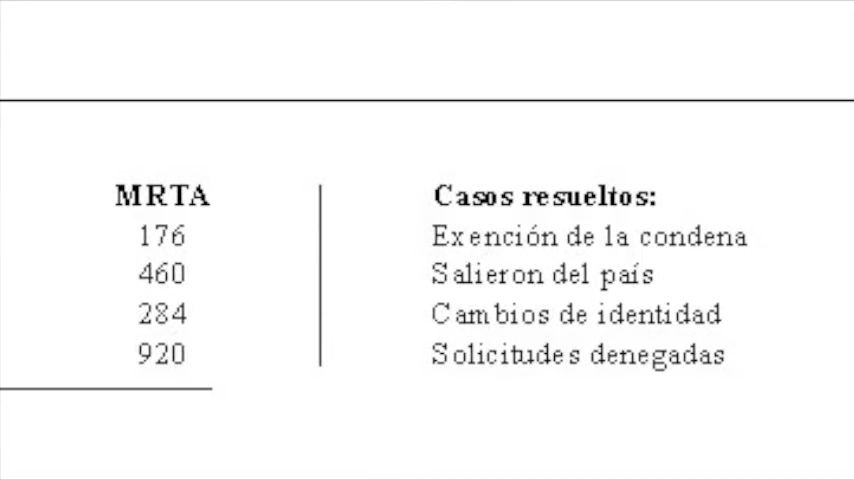 MRTA
176
460
284
920
Casos resueltos:
Exención de la condena
Salieron del país
Cambios de identidad
Solicitudes denegadas